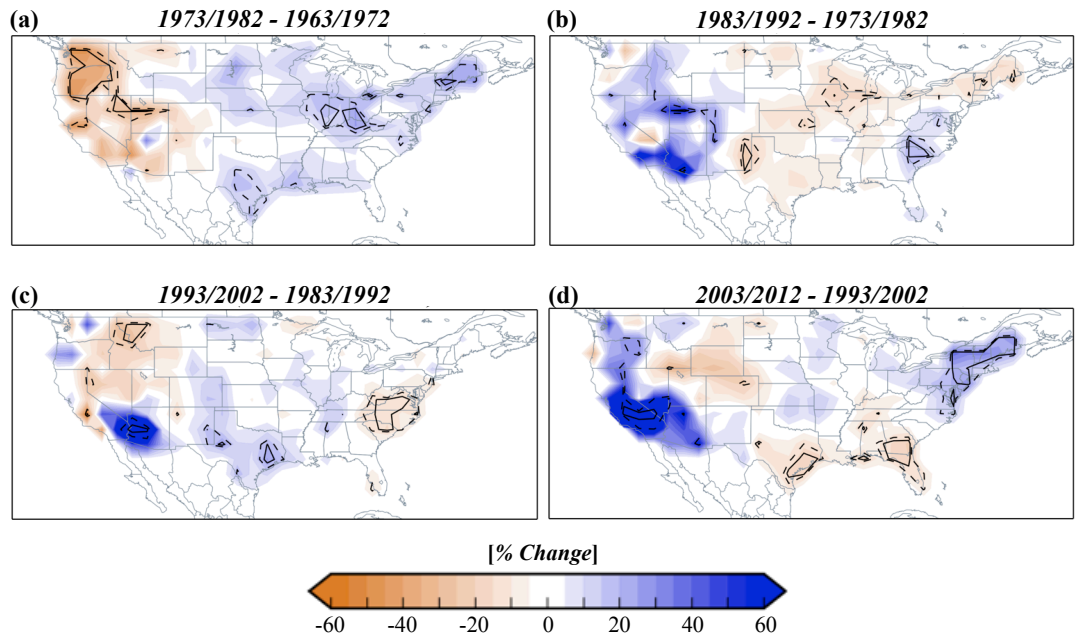 (a) 1973/1982 - 1963/1972
(b) 1983/1992 - 1973/1982
(c) 1993/2002 - 1983/1992
(d) 2003/2012 - 1993/2002
[% Change]
-60 -40 -20 0 20 40 60